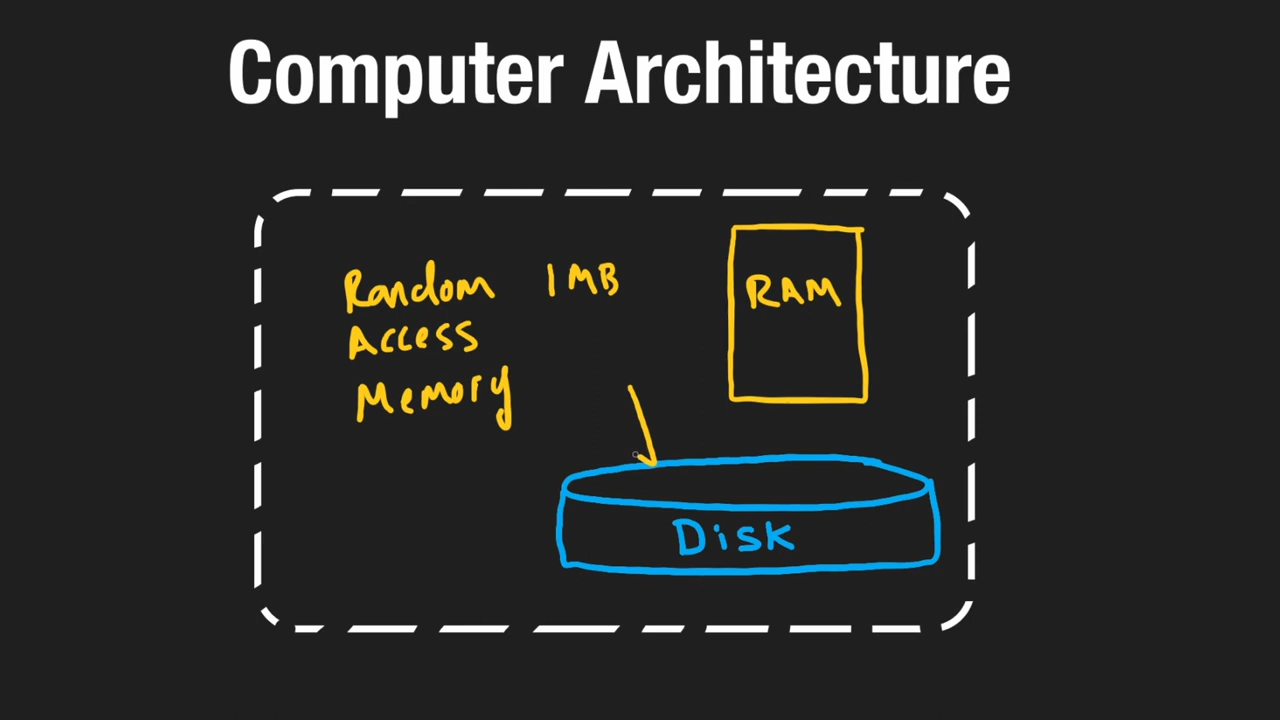 Computer Architecture
Random 1MB
Access
Memory
RAM
Disk